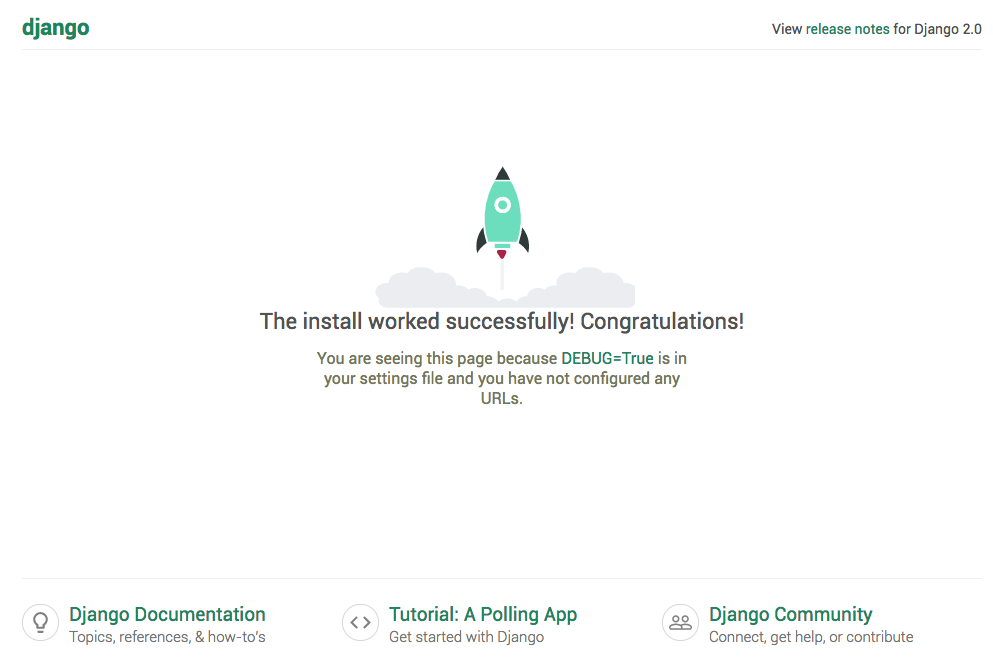 django
View release notes for Django 2.0
The install worked successfully! Congratulations!
You are seeing this page because DEBUG=True is in
your settings file and you have not configured any
URLs.
Django Documentation
Topics, references, & how-to's
Tutorial: A Polling App
Get started with Django
Django Community
Connect, get help, or contribute